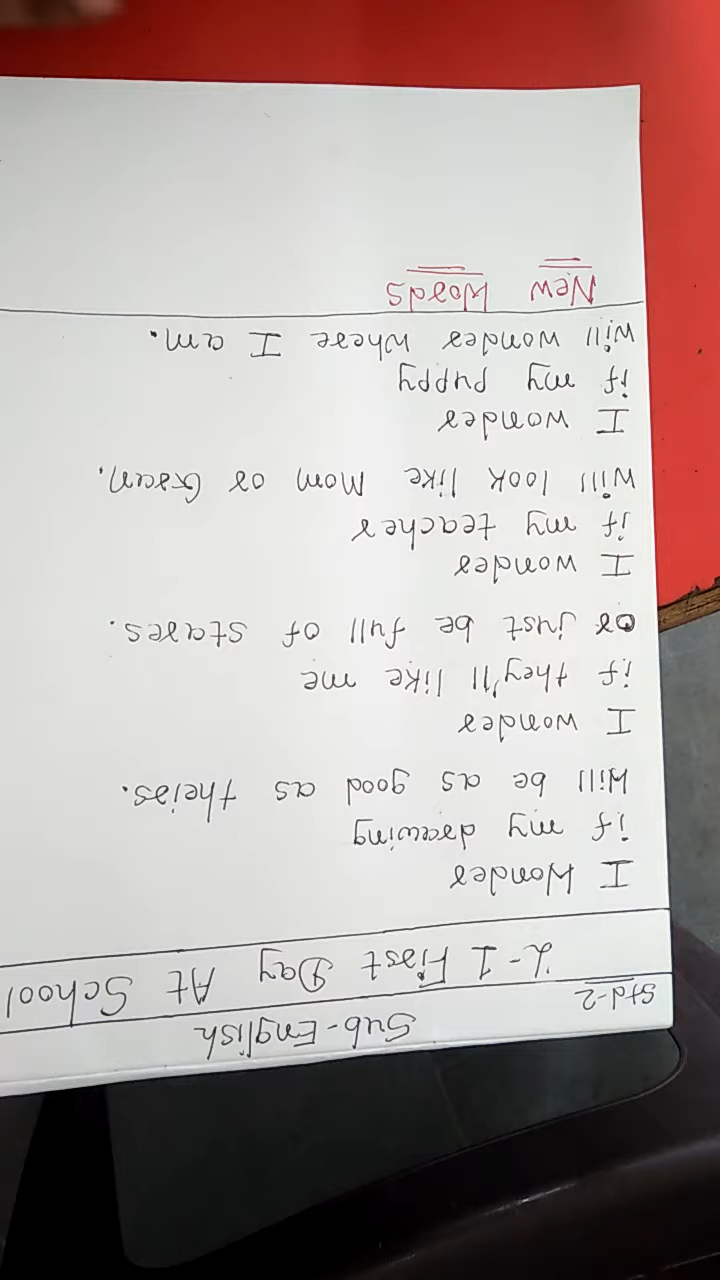 Sub-English
Std-2
L-1 First Day At School
I Wonder
if my drawing
Will be as good as theirs.
I wonder
if they'll like me
or just be full of stares.
I wonder
if my teacher
will look like Mom or Gran.
I wonder
if my puppy
will wonder where I am.
New Words